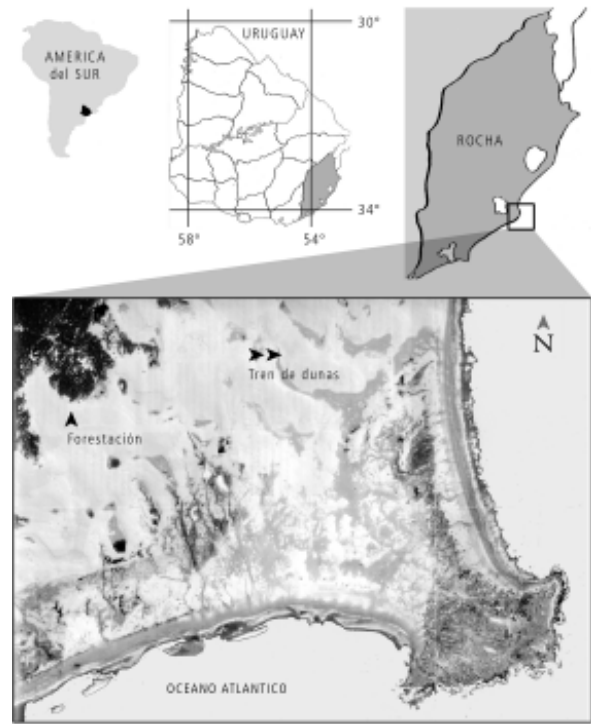 AMERICA
del SUR
URUGUAY
30°
34°
58°
54°
ROCHA
N
Tren de dunas
Forestación
OCEANO ATLANTICO